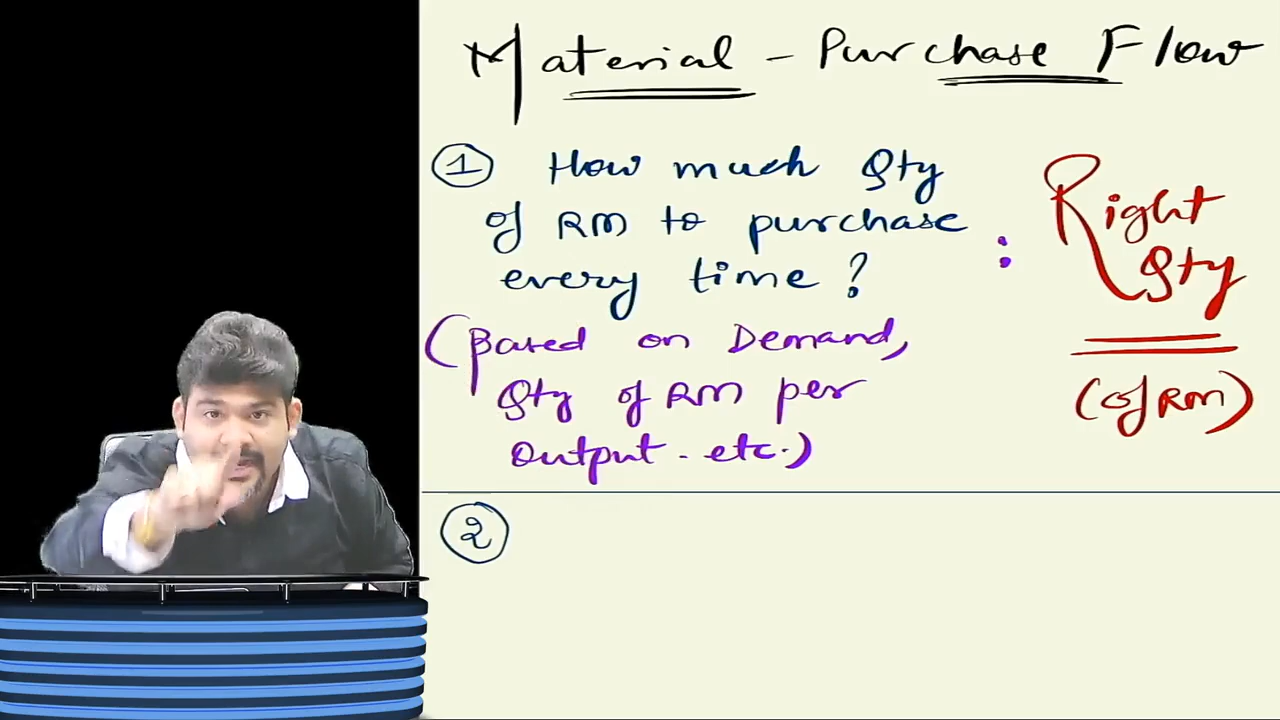 Material - Purchase Flow
① How much Qty
of RM to purchase
every time ?
: Right
Qty
(of RM)
(Based on Demand,
Qty of RM per
Output. etc.)
②